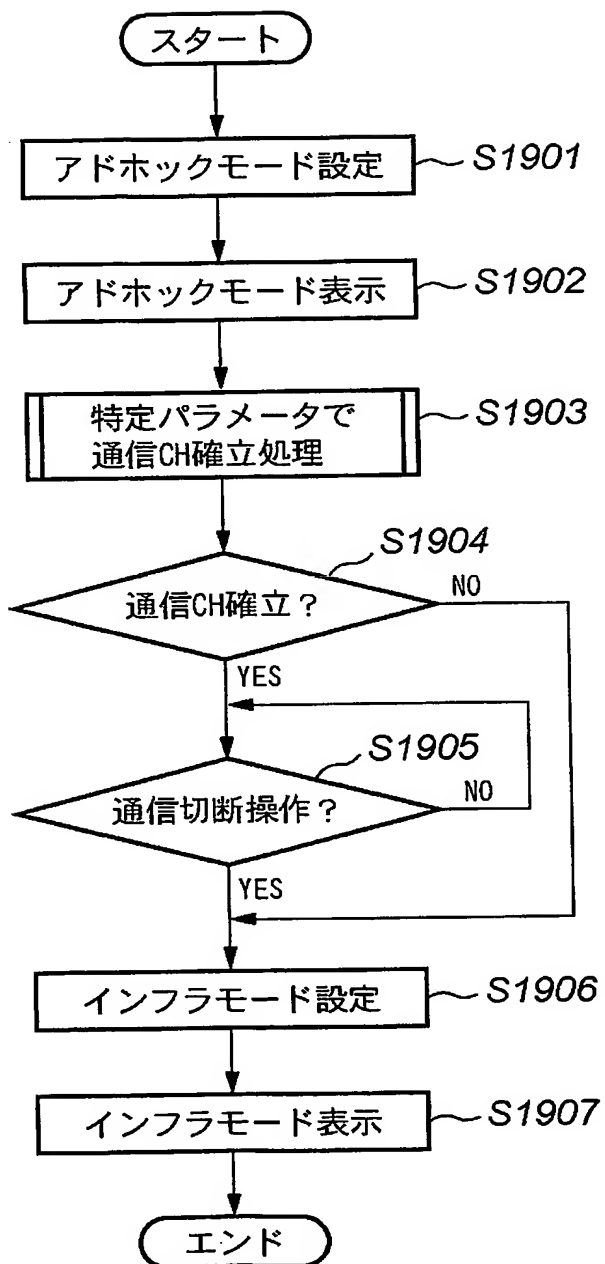 スタート
アドホックモード設定
S1901
アドホックモード表示
S1902
特定パラメータで
通信CH確立処理
S1903
S1904
通信CH確立？
NO
YES
S1905
通信切断操作？
NO
YES
インフラモード設定
S1906
インフラモード表示
S1907
エンド